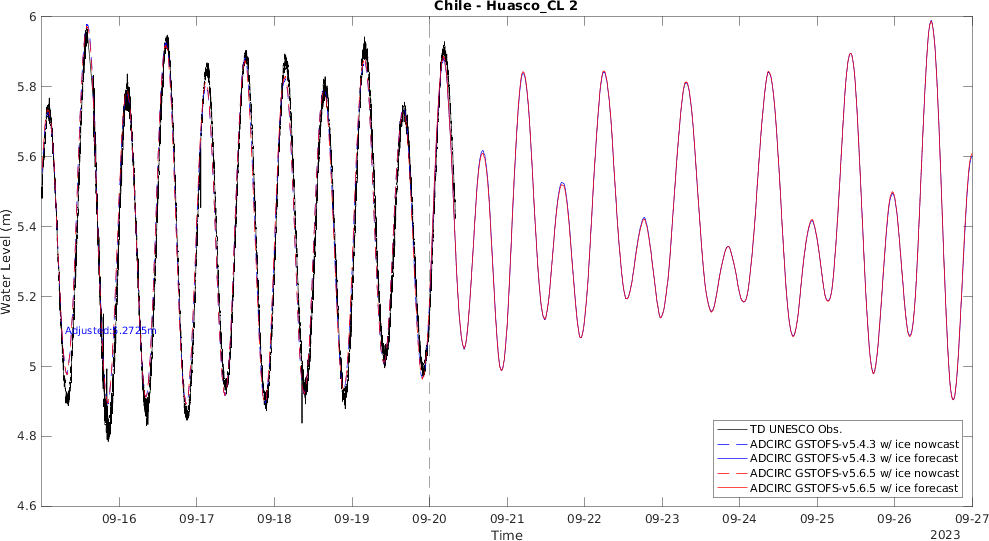 Chile - Huasco_CL 2
Water Level (m)
6
5.8
5.6
5.4
5.2
5
4.8
4.6
Adjusted:5.2725m
TD UNESCO Obs.
ADCIRC GSTOFS-v5.4.3 w/ ice nowcast
ADCIRC GSTOFS-v5.4.3 w/ ice forecast
ADCIRC GSTOFS-v5.6.5 w/ ice nowcast
ADCIRC GSTOFS-v5.6.5 w/ ice forecast
09-16 09-17 09-18 09-19 09-20 09-21 09-22 09-23 09-24 09-25 09-26 09-27
Time
2023